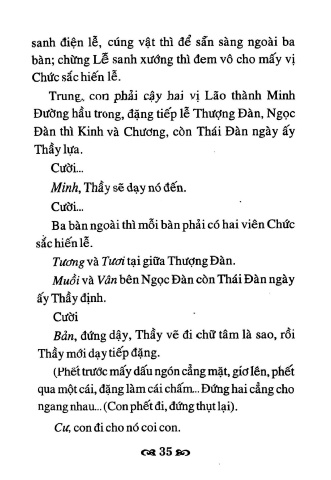 sanh điện lễ, cúng vật thì để sẵn sàng ngoài ba
bàn; chừng Lễ sanh xướng thì đem vô cho mấy vị
Chức sắc hiến lễ.
Trung, con phải cậy hai vị Lão thành Minh
Đường hầu trong, đặng tiếp lễ Thượng Đàn, Ngọc
Đàn thì Kinh và Chương, còn Thái Đàn ngày ấy
Thầy lựa.
Cười...
Minh, Thầy sẽ dạy nó đến.
Cười...
Ba bàn ngoài thì mỗi bàn phải có hai viên Chức
sắc hiến lễ.
Tương và Tươi tại giữa Thượng Đàn.
Muồi và Vân bên Ngọc Đàn còn Thái Đàn ngày
ấy Thầy định.
Cười
Bản, đứng dậy, Thầy vẽ đi chữ tâm là sao, rồi
Thầy mới dạy tiếp đặng.
(Phết trước mấy dấu ngón cẳng mặt, giơ lên, phết
qua một cái, đặng làm cái chấm... Đứng hai cẳng cho
ngang nhau... (Con phết đi, đứng thụt lại).
Cư, con đi cho nó coi con.
35